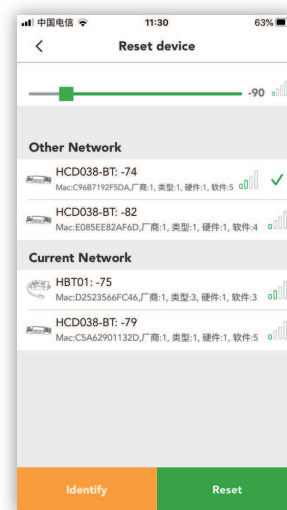 中国电信
11:30
63%
Reset device
-90
Other Network
HCD038-BT: -74
Mac:C96B7192F5DA,厂商:1, 类型:1, 硬件:1, 软件:5
HCD038-BT: -82
Mac:E085EE82AF6D,厂商:1, 类型:1, 硬件:1, 软件:4
Current Network
HBT01: -75
Mac:D2523566FC46,厂商:1, 类型:3, 硬件:1, 软件:3
HCD038-BT: -79
Mac:C5A62901132D,厂商:1, 类型:1, 硬件:1, 软件:5
Identify
Reset